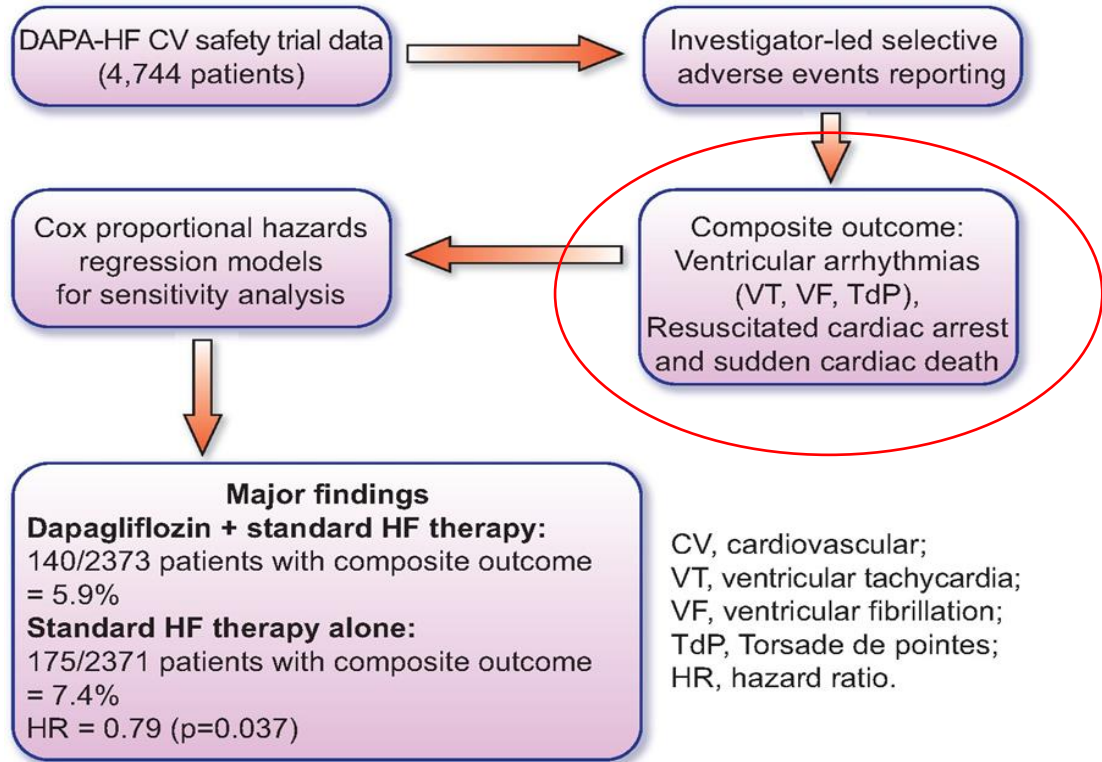 DAPA-HF CV safety trial data
(4,744 patients)
Investigator-led selective
adverse events reporting
Composite outcome:
Ventricular arrhythmias
(VT, VF, TdP),
Resuscitated cardiac arrest
and sudden cardiac death
Cox proportional hazards
regression models
for sensitivity analysis
Major findings
Dapagliflozin + standard HF therapy:
140/2373 patients with composite outcome
= 5.9%
Standard HF therapy alone:
175/2371 patients with composite outcome
= 7.4%
HR = 0.79 (p=0.037)
CV, cardiovascular;
VT, ventricular tachycardia;
VF, ventricular fibrillation;
TdP, Torsade de pointes;
HR, hazard ratio.